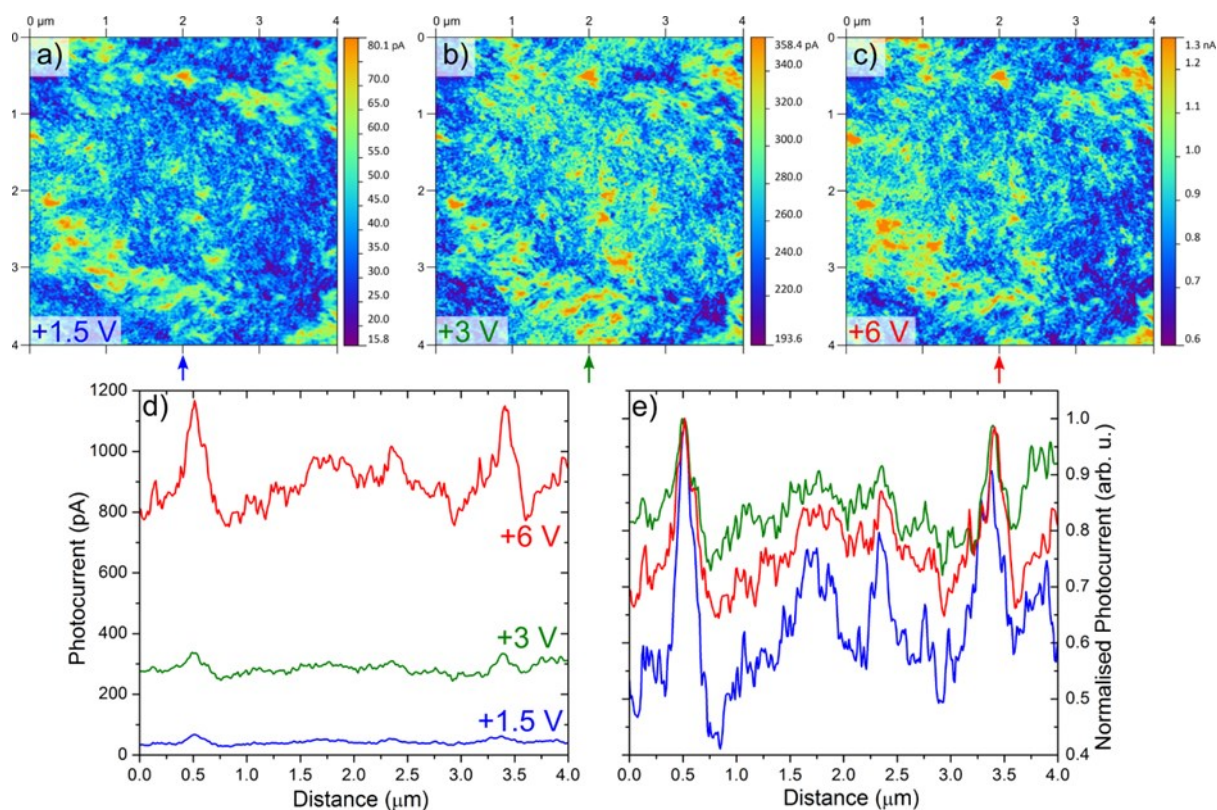 0 µm 1 2 3 4
0 1 2 3 4
a)
+1.5 V
80.1 pA
70.0
60.0
55.0
50.0
45.0
40.0
35.0
30.0
25.0
20.0
15.8
0 µm 1 2 3 4
0 1 2 3 4
b)
+3 V
358.4 pA
340.0
320.0
300.0
280.0
260.0
240.0
220.0
193.6
0 µm 1 2 3 4
0 1 2 3 4
c)
+6 V
1.3 nA
1.2
1.1
1.0
0.9
0.8
0.7
0.6
d)
Photocurrent (pA)
1200
1000
800
600
400
200
0
+6 V
+3 V
+1.5 V
0.0 0.5 1.0 1.5 2.0 2.5 3.0 3.5 4.0
Distance (µm)
e)
1.0
0.9
0.8
0.7
0.6
0.5
0.4
Normalised Photocurrent (arb. u.)
0.0 0.5 1.0 1.5 2.0 2.5 3.0 3.5 4.0
Distance (µm)